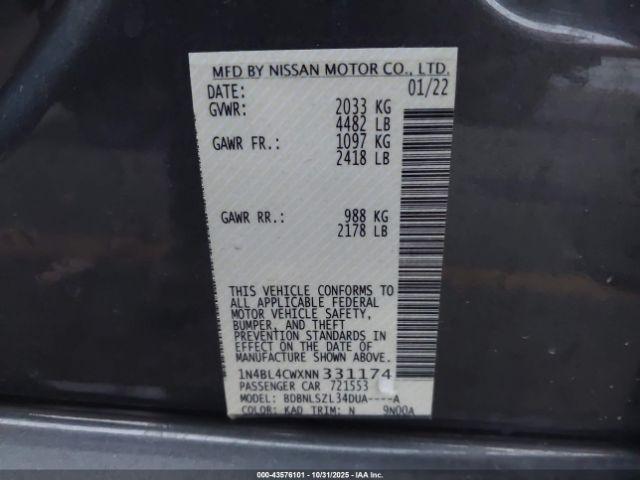 MFD BY NISSAN MOTOR CO., LTD.
DATE: 01/22
GVWR: 2033 KG
4482 LB
GAWR FR.: 1097 KG
2418 LB
GAWR RR.: 988 KG
2178 LB
THIS VEHICLE CONFORMS TO
ALL APPLICABLE FEDERAL
MOTOR VEHICLE SAFETY,
BUMPER, AND THEFT
PREVENTION STANDARDS IN
EFFECT ON THE DATE OF
MANUFACTURE SHOWN ABOVE.
1N4BL4CWXNN331174
PASSENGER CAR 721553
MODEL: BDBNLSZL34DUA----A
COLOR: KAD TRIM: N 9N00A
000-43576101 - 10/31/2025 - IAA Inc.